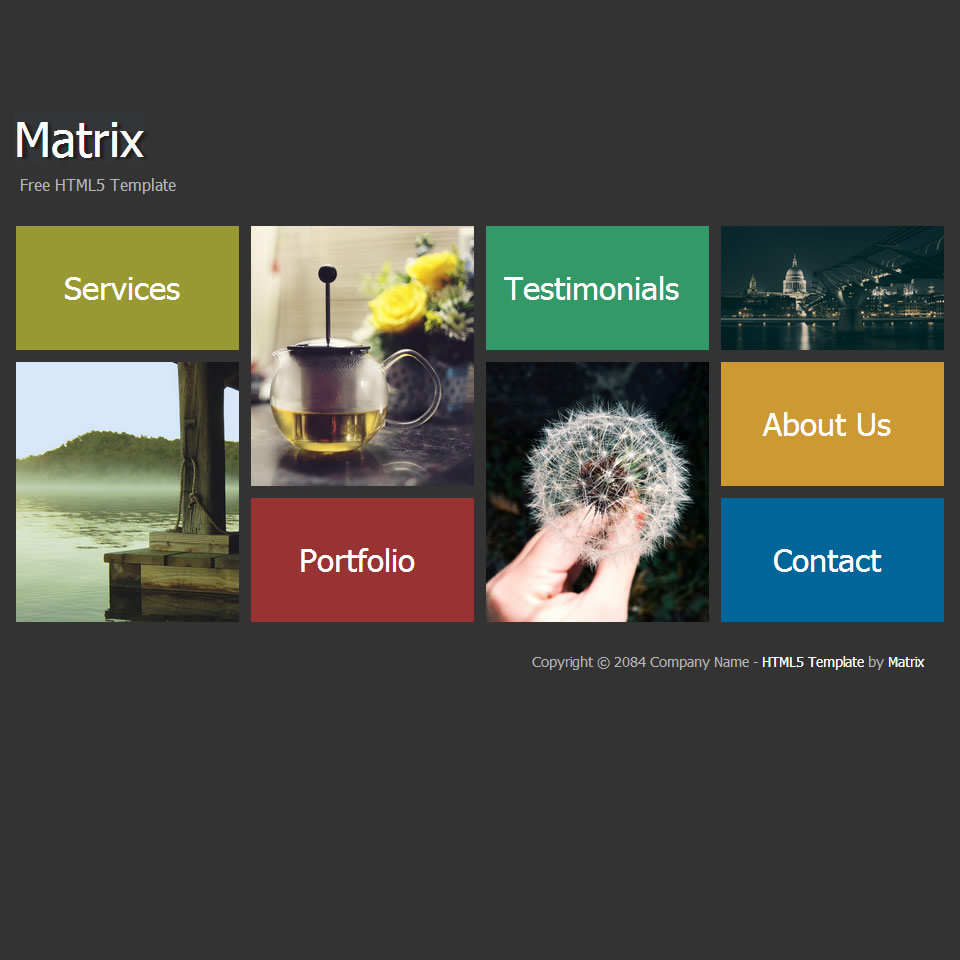 Matrix
Free HTML5 Template
Services
Testimonials
About Us
Portfolio
Contact
Copyright © 2084 Company Name - HTML5 Template by Matrix